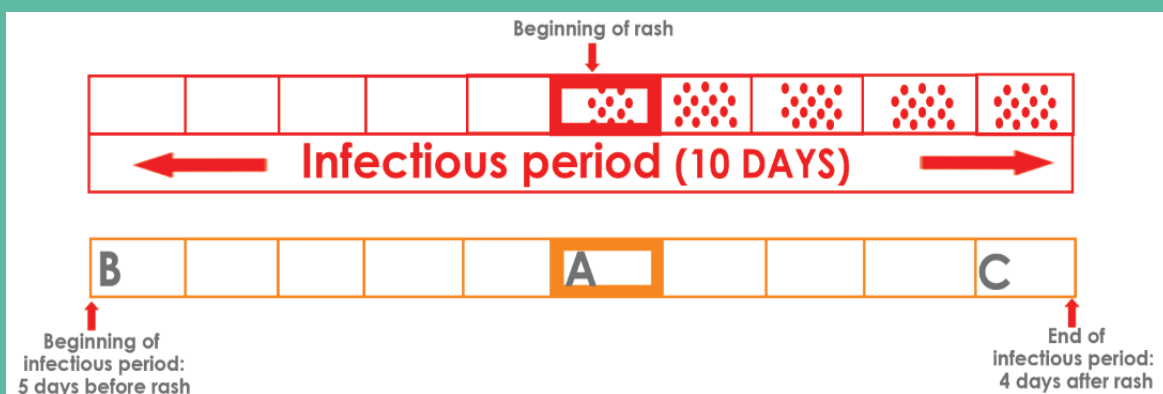 Beginning of rash
Infectious period (10 DAYS)
B
A
C
Beginning of
infectious period:
5 days before rash
End of
infectious period:
4 days after rash